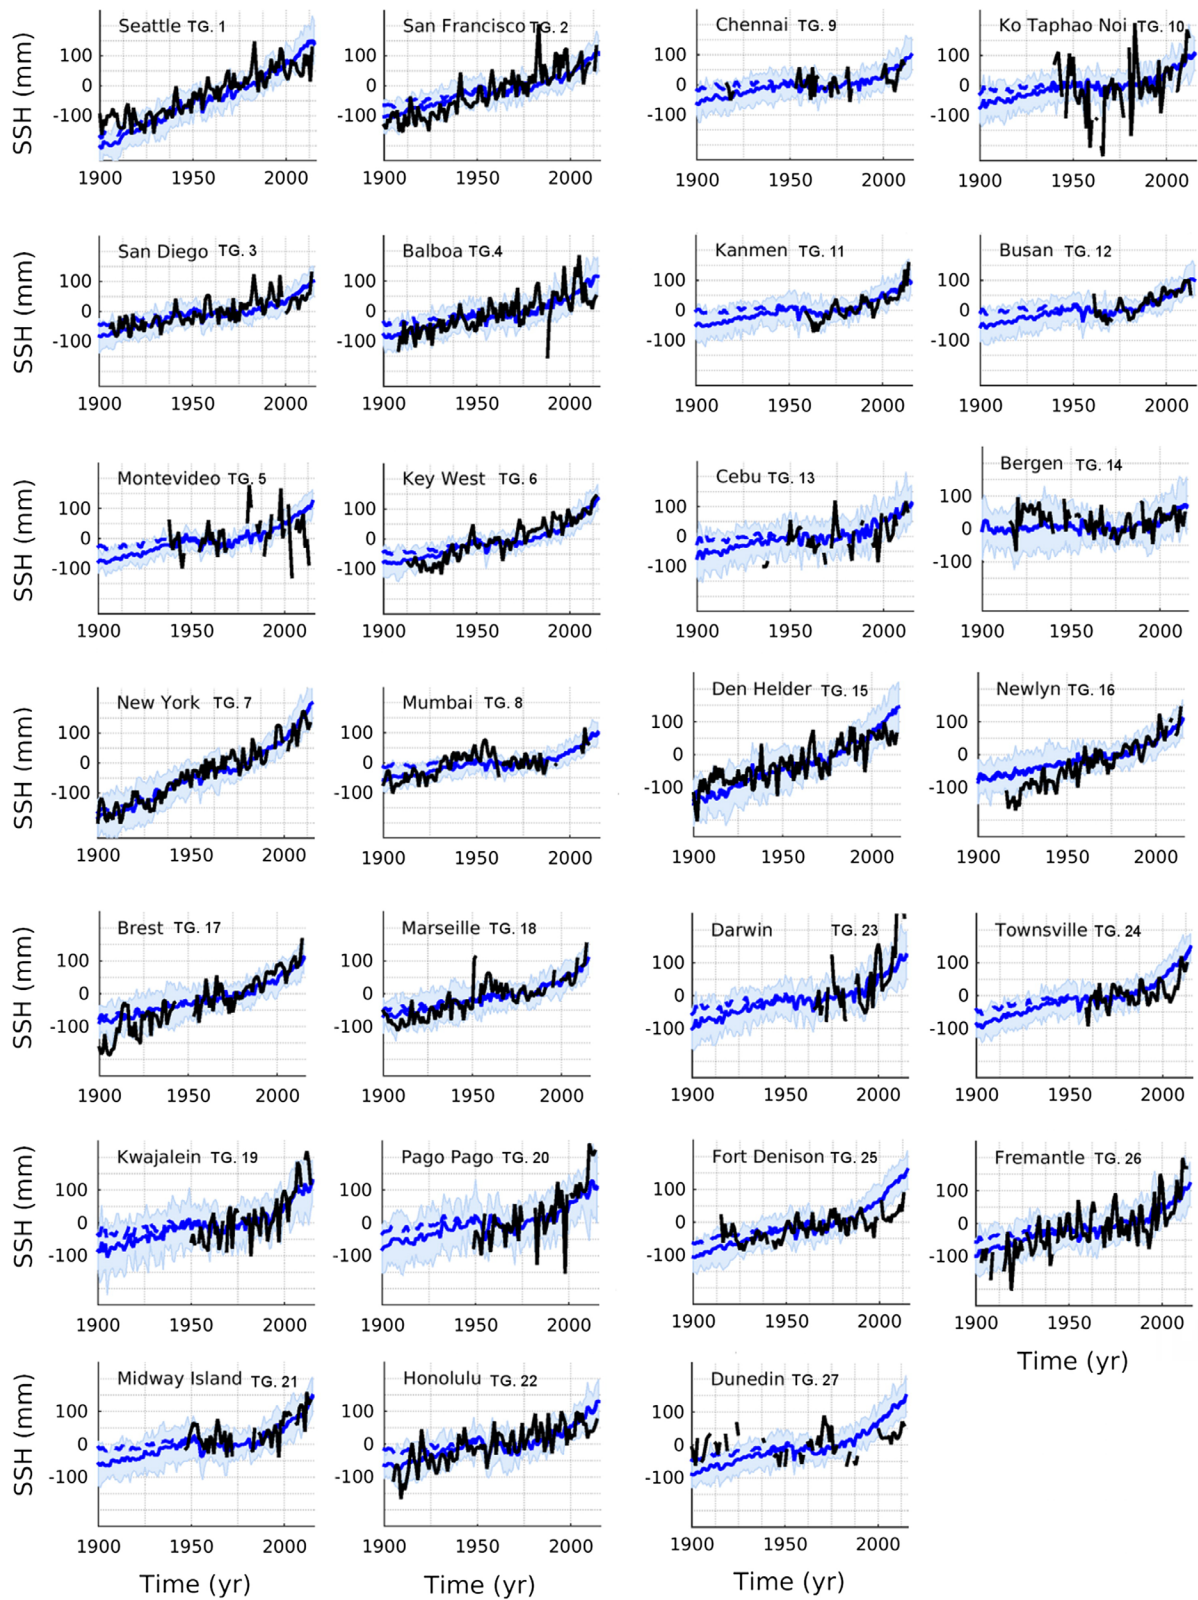 Seattle TG. 1
San Francisco TG. 2
Chennai TG. 9
Ko Taphao Noi TG. 10
SSH (mm)
100
0
-100
1900 1950 2000
100
0
-100
1900 1950 2000
100
0
-100
1900 1950 2000
100
0
-100
1900 1950 2000
San Diego TG. 3
Balboa TG.4
Kanmen TG. 11
Busan TG. 12
SSH (mm)
100
0
-100
1900 1950 2000
100
0
-100
1900 1950 2000
100
0
-100
1900 1950 2000
100
0
-100
1900 1950 2000
Montevideo TG. 5
Key West TG. 6
Cebu TG. 13
Bergen TG. 14
SSH (mm)
100
0
-100
1900 1950 2000
100
0
-100
1900 1950 2000
100
0
-100
1900 1950 2000
100
0
-100
1900 1950 2000
New York TG. 7
Mumbai TG. 8
Den Helder TG. 15
Newlyn TG. 16
SSH (mm)
100
0
-100
1900 1950 2000
100
0
-100
1900 1950 2000
100
0
-100
1900 1950 2000
100
0
-100
1900 1950 2000
Brest TG. 17
Marseille TG. 18
Darwin TG. 23
Townsville TG. 24
SSH (mm)
100
0
-100
1900 1950 2000
100
0
-100
1900 1950 2000
100
0
-100
1900 1950 2000
100
0
-100
1900 1950 2000
Kwajalein TG. 19
Pago Pago TG. 20
Fort Denison TG. 25
Fremantle TG. 26
SSH (mm)
100
0
-100
1900 1950 2000
100
0
-100
1900 1950 2000
100
0
-100
1900 1950 2000
100
0
-100
1900 1950 2000
Time (yr)
Midway Island TG. 21
Honolulu TG. 22
Dunedin TG. 27
SSH (mm)
100
0
-100
1900 1950 2000
100
0
-100
1900 1950 2000
100
0
-100
1900 1950 2000
Time (yr)
Time (yr)
Time (yr)